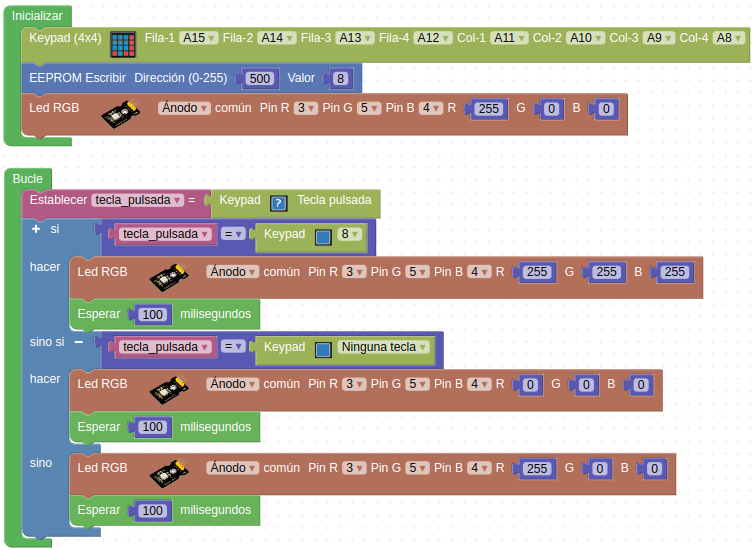 Inicializar
Keypad (4x4) Fila-1 A15 Fila-2 A14 Fila-3 A13 Fila-4 A12 Col-1 A11 Col-2 A10 Col-3 A9 Col-4 A8
EEPROM Escribir Dirección (0-255) 500 Valor 8
Led RGB Ánodo común Pin R 3 Pin G 5 Pin B 4 R 255 G 0 B 0
Bucle
Establecer tecla_pulsada = Keypad ? Tecla pulsada
+ si tecla_pulsada = Keypad 8
hacer Led RGB Ánodo común Pin R 3 Pin G 5 Pin B 4 R 255 G 255 B 255
Esperar 100 milisegundos
sino si − tecla_pulsada = Keypad Ninguna tecla
hacer Led RGB Ánodo común Pin R 3 Pin G 5 Pin B 4 R 0 G 0 B 0
Esperar 100 milisegundos
sino Led RGB Ánodo común Pin R 3 Pin G 5 Pin B 4 R 255 G 0 B 0
Esperar 100 milisegundos